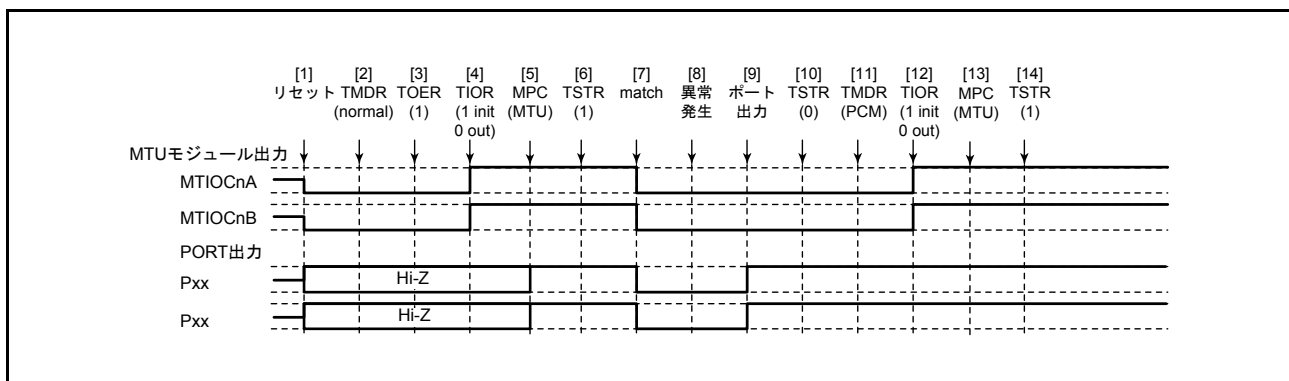 [1] [2] [3] [4] [5] [6] [7] [8] [9] [10] [11] [12] [13] [14]
リセット TMDR TOER TIOR MPC TSTR match 異常 ポート TSTR TMDR TIOR MPC TSTR
(normal) (1) (1 init (MTU) (1) 発生 出力 (0) (PCM) (1 init (MTU) (1)
0 out) 0 out)
MTUモジュール出力
MTIOCnA
MTIOCnB
PORT出力
Pxx Hi-Z
Pxx Hi-Z